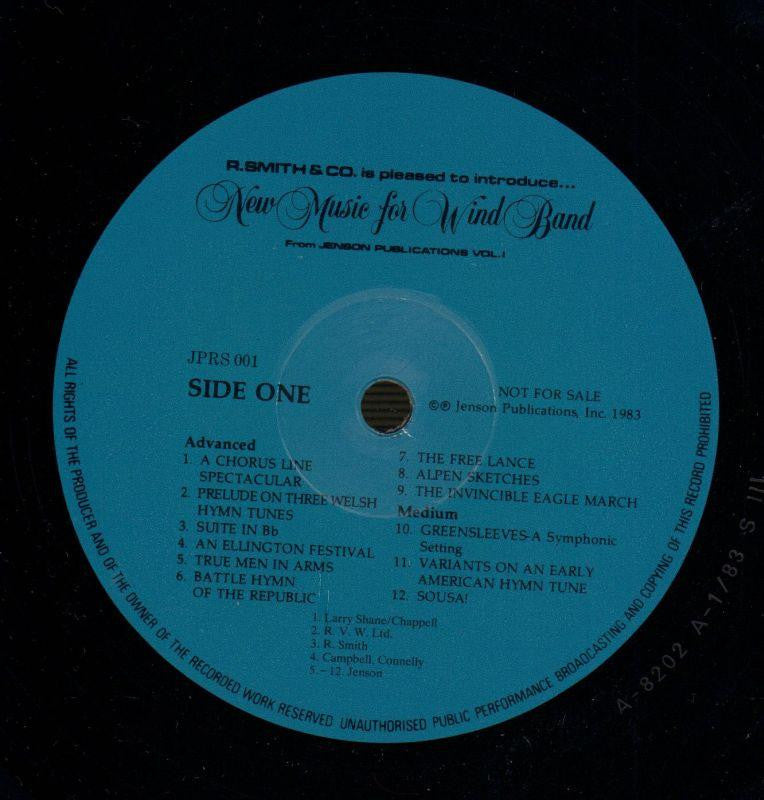 R.SMITH & CO. is pleased to introduce...
New Music for Wind Band
From JENSON PUBLICATIONS VOL.I
JPRS 001
SIDE ONE
NOT FOR SALE
©℗ Jenson Publications, Inc. 1983
Advanced
1. A CHORUS LINE
SPECTACULAR
2. PRELUDE ON THREE WELSH
HYMN TUNES
3. SUITE IN Bb
4. AN ELLINGTON FESTIVAL
5. TRUE MEN IN ARMS
6. BATTLE HYMN
OF THE REPUBLIC
7. THE FREE LANCE
8. ALPEN SKETCHES
9. THE INVINCIBLE EAGLE MARCH
Medium
10. GREENSLEEVES-A Symphonic
Setting
11. VARIANTS ON AN EARLY
AMERICAN HYMN TUNE
12. SOUSA!
1. Larry Shane/Chappell
2. R. V. W. Ltd.
3. R. Smith
4. Campbell, Connelly
5.-12. Jenson
ALL RIGHTS OF THE PRODUCER AND OF THE OWNER OF THE RECORDED WORK RESERVED. UNAUTHORISED PUBLIC PERFORMANCE BROADCASTING AND COPYING OF THIS RECORD PROHIBITED
A-8202 A-1/83 S III